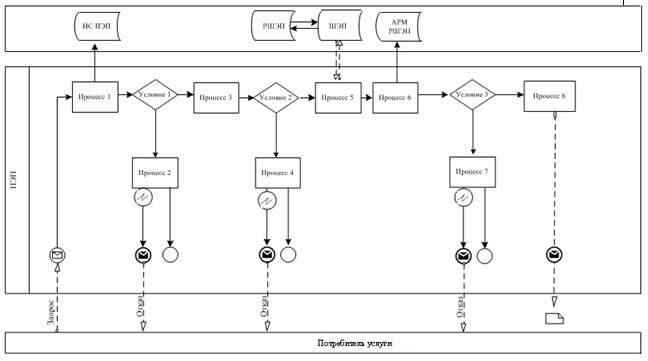 ИС ПЭП
РШЭП
ШЭП
АРМ
РШЭП
ПЭП
Процесс 1
Условие 1
Процесс 3
Условие 2
Процесс 5
Процесс 6
Условие 3
Процесс 8
Процесс 2
Процесс 4
Процесс 7
Запрос
Отказ
Отказ
Отказ
Потребитель услуги